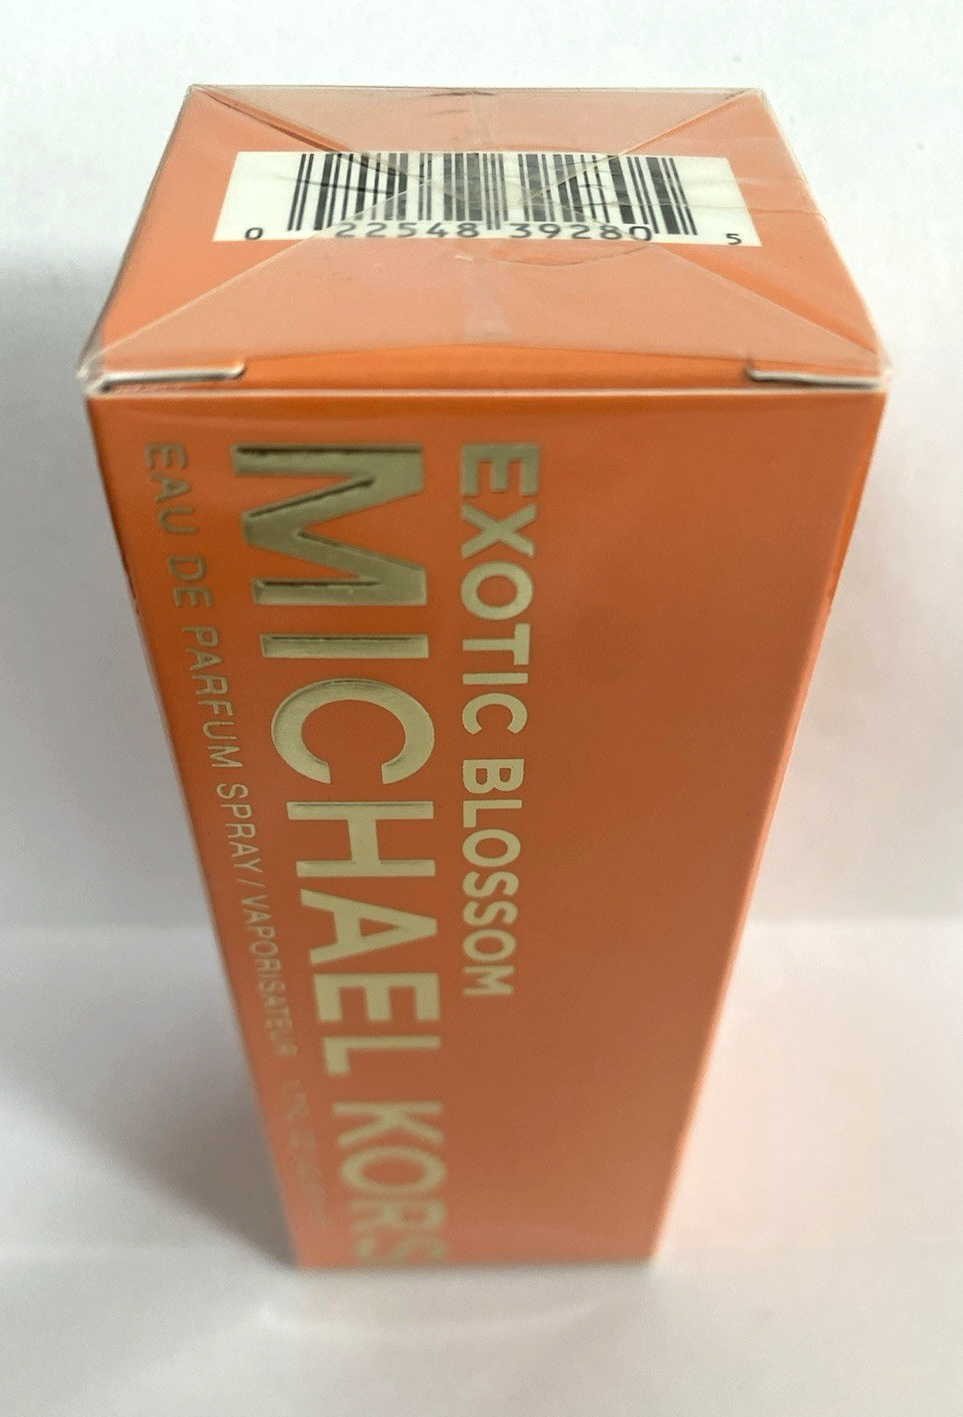 0 22548 39280 5
EXOTIC BLOSSOM
MICHAEL KORS
EAU DE PARFUM SPRAY / VAPORISATEUR